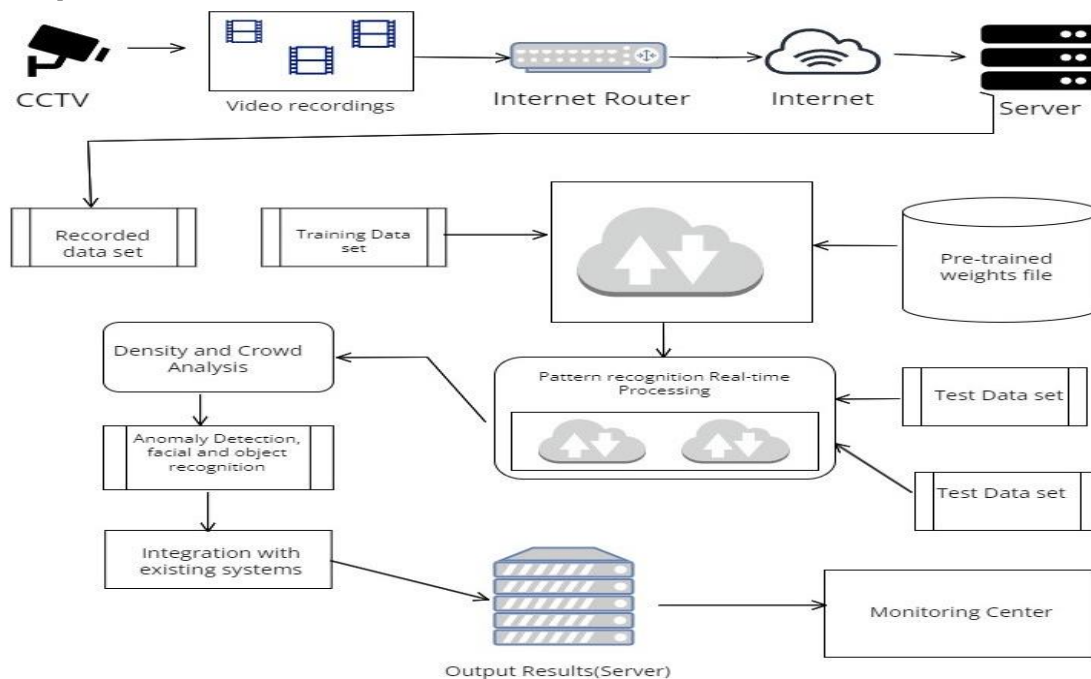 CCTV
Video recordings
Internet Router
Internet
Server
Recorded
data set
Training Data
set
Pre-trained
weights file
Density and Crowd
Analysis
Pattern recognition Real-time
Processing
Test Data set
Anomaly Detection,
facial and object
recognition
Test Data set
Integration with
existing systems
Monitoring Center
Output Results(Server)